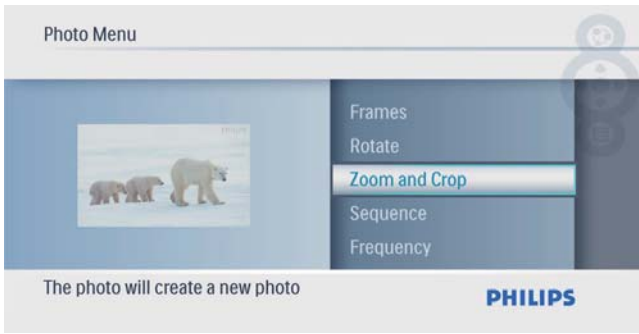 Photo Menu
Frames
Rotate
Zoom and Crop
Sequence
Frequency
The photo will create a new photo
PHILIPS